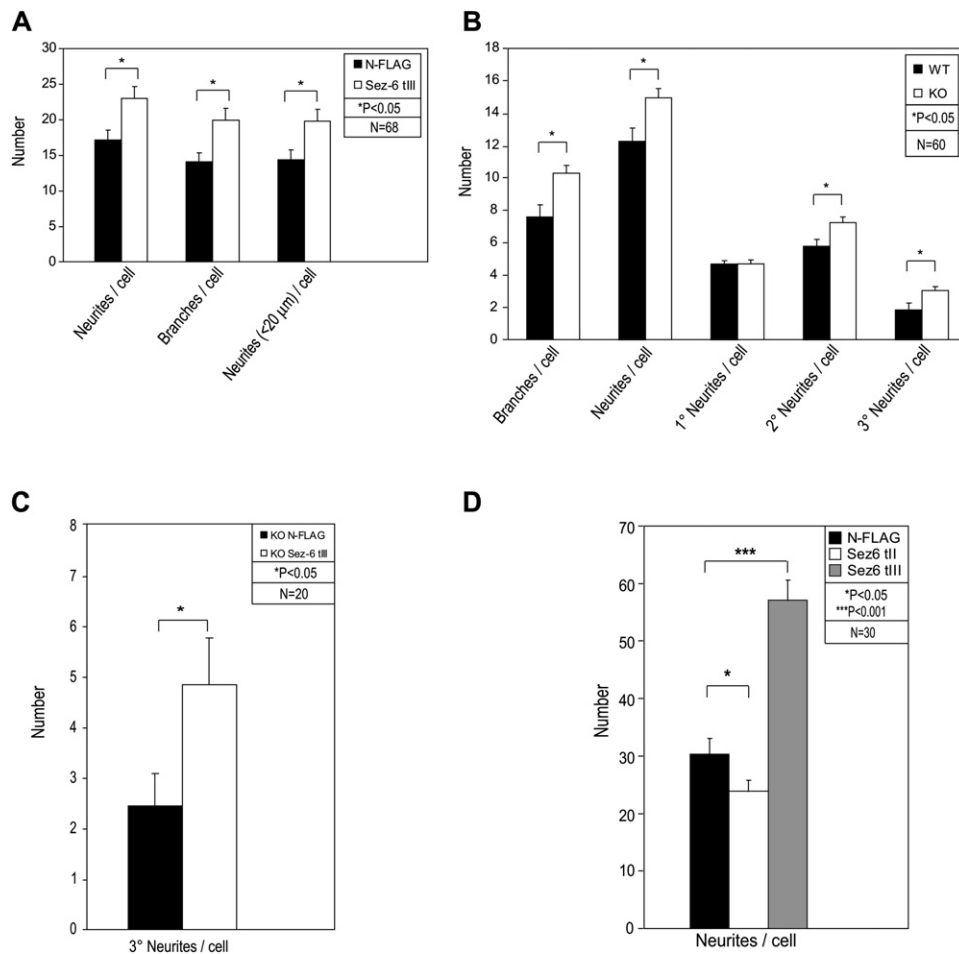 A
30
25
20
15
10
5
0
Number
*
*
*
N-FLAG
Sez-6 tIII
*P<0.05
N=68
Neurites / cell
Branches / cell
Neurites (<20 μm) / cell
B
18
16
14
12
10
8
6
4
2
0
Number
*
*
*
*
WT
KO
*P<0.05
N=60
Branches / cell
Neurites / cell
1° Neurites / cell
2° Neurites / cell
3° Neurites / cell
C
8
7
6
5
4
3
2
1
0
Number
*
KO N-FLAG
KO Sez-6 tIII
*P<0.05
N=20
3° Neurites / cell
D
70
60
50
40
30
20
10
0
Number
***
*
N-FLAG
Sez6 tII
Sez6 tIII
*P<0.05
***P<0.001
N=30
Neurites / cell